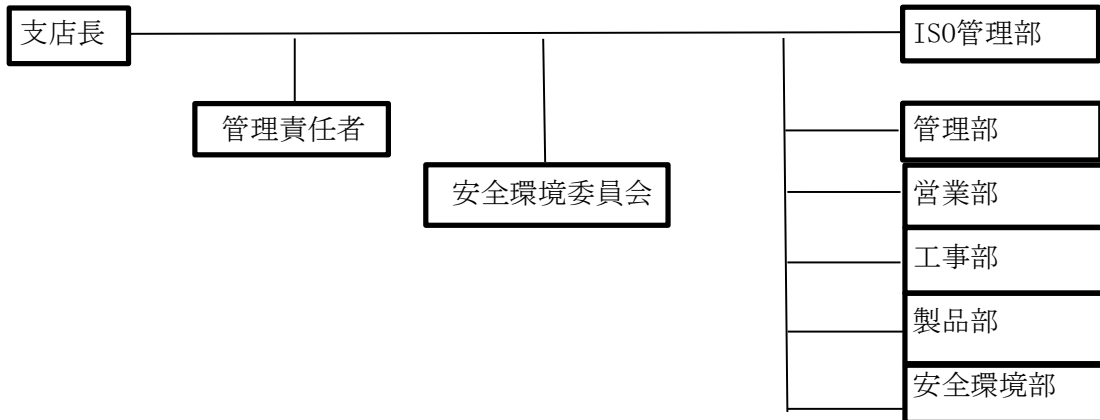 支店長
ISO管理部
管理責任者
管理部
安全環境委員会
営業部
工事部
製品部
安全環境部